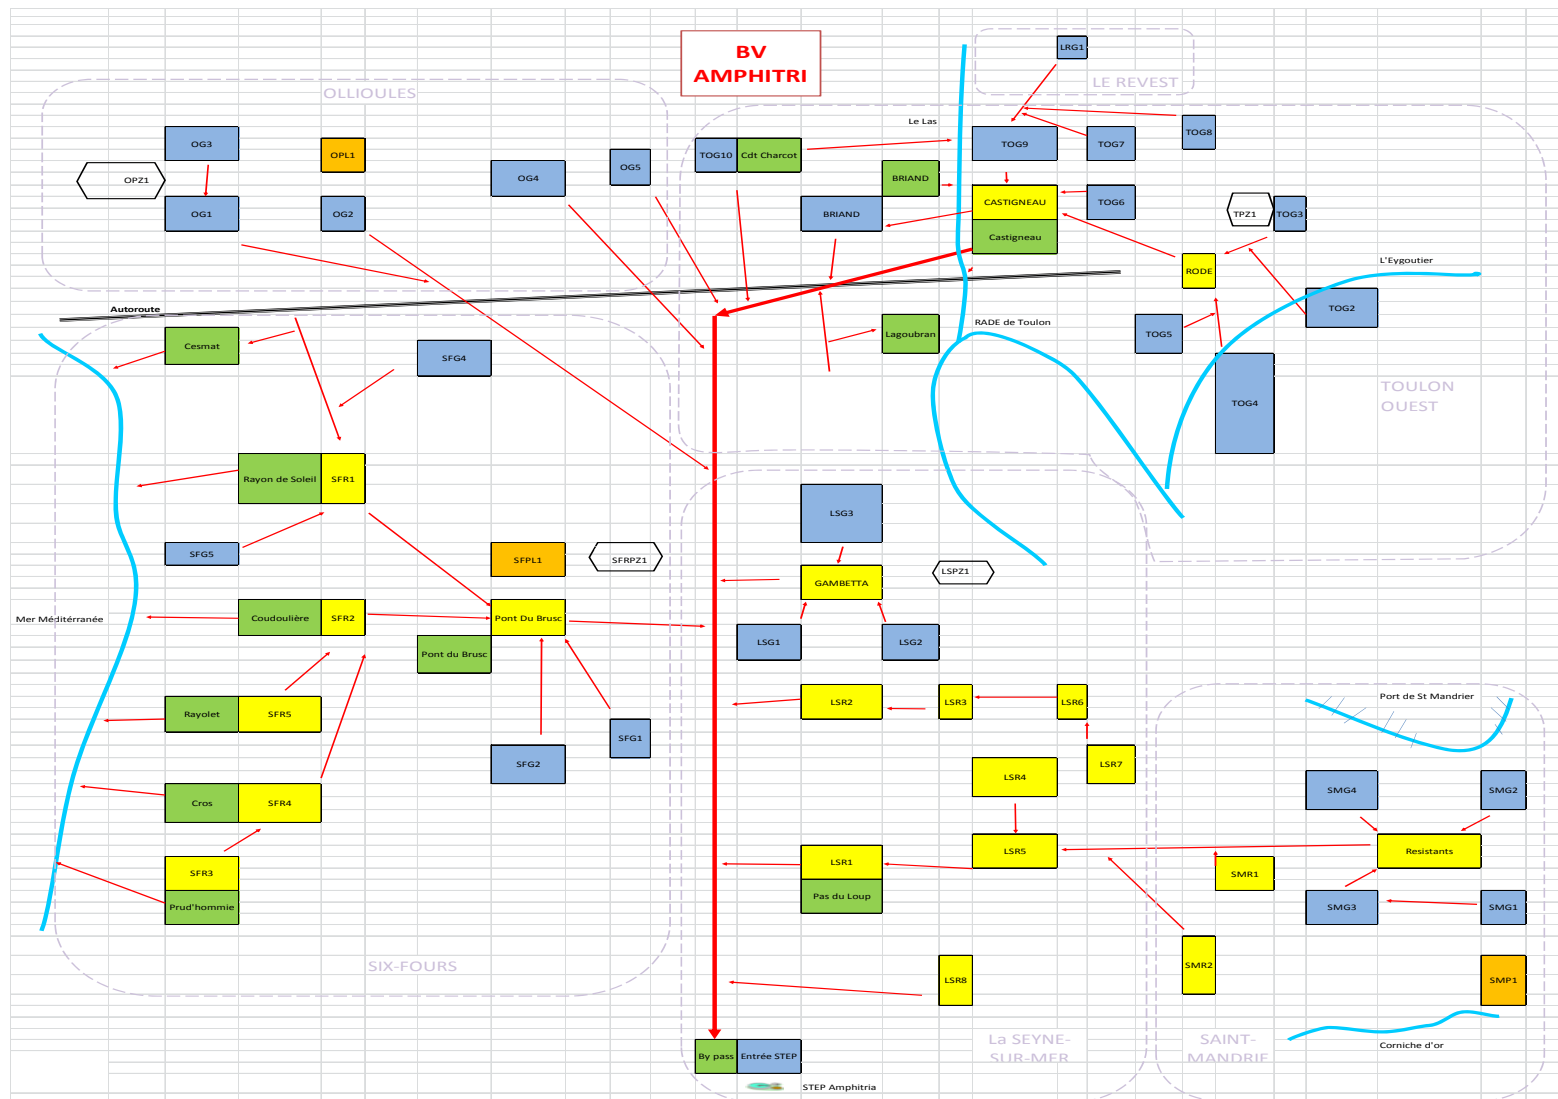 BV
AMPHITRI
LRG1
LE REVEST
OLLIOULES
Le Las
OG3
OPL1
TOG10
Cdt Charcot
TOG9
TOG7
TOG8
OG5
OG4
OPZ1
BRIAND
CASTIGNEAU
TOG6
OG1
OG2
BRIAND
TPZ1
TOG3
Castigneau
RODE
L'Eygoutier
Autoroute
TOG2
RADE de Toulon
TOG5
Lagoubran
Cesmat
SFG4
TOULON
OUEST
TOG4
Rayon de Soleil
SFR1
LSG3
SFG5
SFPL1
SFRPZ1
LSPZ1
GAMBETTA
Mer Méditérranée
Coudoulière
SFR2
Pont Du Brusc
Pont du Brusc
LSG1
LSG2
Port de St Mandrier
Rayolet
SFR5
LSR2
LSR3
LSR6
SFG1
SFG2
LSR7
LSR4
SMG4
SMG2
Cros
SFR4
LSR5
Resistants
LSR1
SFR3
SMR1
Pas du Loup
Prud'hommie
SMG3
SMG1
SIX-FOURS
SMR2
LSR8
SMP1
La SEYNE-
SUR-MER
SAINT-
MANDRIE
Corniche d'or
By pass
Entrée STEP
STEP Amphitria